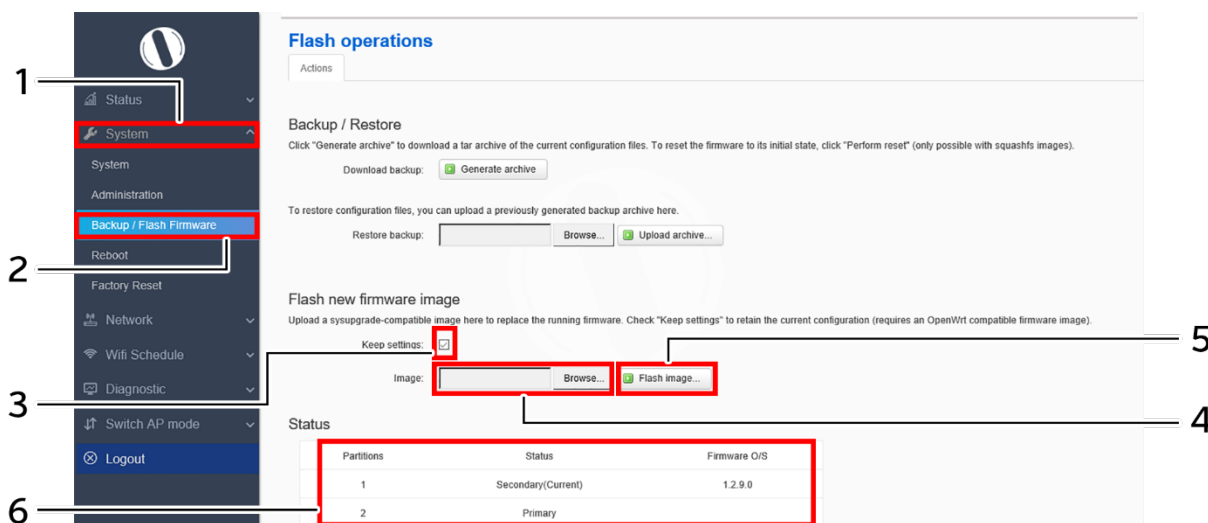 Flash operations
Actions
1
Status
System
System
Administration
Backup / Flash Firmware
2
Reboot
Factory Reset
Network
Wifi Schedule
Diagnostic
3
Switch AP mode
Logout
6
Backup / Restore
Click "Generate archive" to download a tar archive of the current configuration files. To reset the firmware to its initial state, click "Perform reset" (only possible with squashfs images).
Download backup: Generate archive
To restore configuration files, you can upload a previously generated backup archive here.
Restore backup: Browse... Upload archive...
Flash new firmware image
Upload a sysupgrade-compatible image here to replace the running firmware. Check "Keep settings" to retain the current configuration (requires an OpenWrt compatible firmware image).
Keep settings:
5
Image: Browse... Flash image...
4
Status
Partitions Status Firmware O/S
1 Secondary(Current) 1.2.9.0
2 Primary